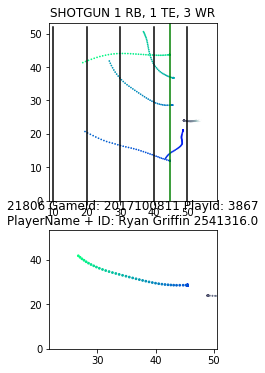 SHOTGUN 1 RB, 1 TE, 3 WR
50
40
30
20
10
0
10 20 30 40 50
21806 GameId: 2017100811 PlayId: 3867
PlayerName + ID: Ryan Griffin 2541316.0
40
20
0
30 40 50